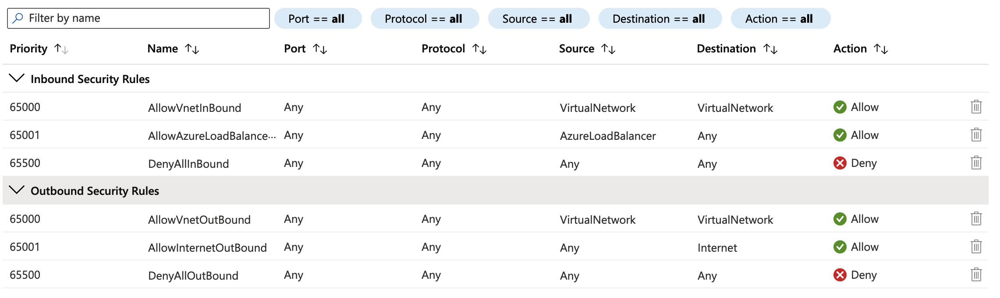 Filter by name Port == all Protocol == all Source == all Destination == all Action == all
Priority Name Port Protocol Source Destination Action
Inbound Security Rules
65000 AllowVnetInBound Any Any VirtualNetwork VirtualNetwork Allow
65001 AllowAzureLoadBalance··· Any Any AzureLoadBalancer Any Allow
65500 DenyAllInBound Any Any Any Any Deny
Outbound Security Rules
65000 AllowVnetOutBound Any Any VirtualNetwork VirtualNetwork Allow
65001 AllowInternetOutBound Any Any Any Internet Allow
65500 DenyAllOutBound Any Any Any Any Deny